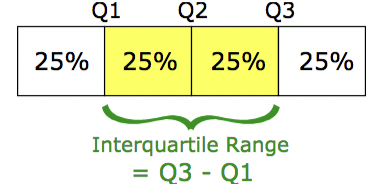 Q1 Q2 Q3
25% 25% 25% 25%
Interquartile Range
= Q3 - Q1